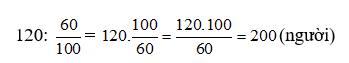 120: 60/100 = 120.100/60 = 120.100/60 = 200 (người)